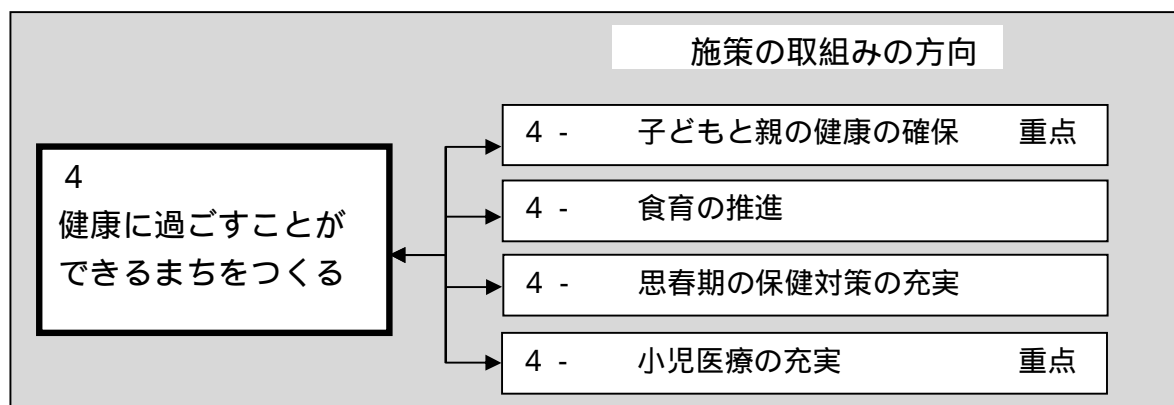 施策の取組みの方向
4
健康に過ごすことが
できるまちをつくる
4 - 子どもと親の健康の確保 重点
4 - 食育の推進
4 - 思春期の保健対策の充実
4 - 小児医療の充実 重点